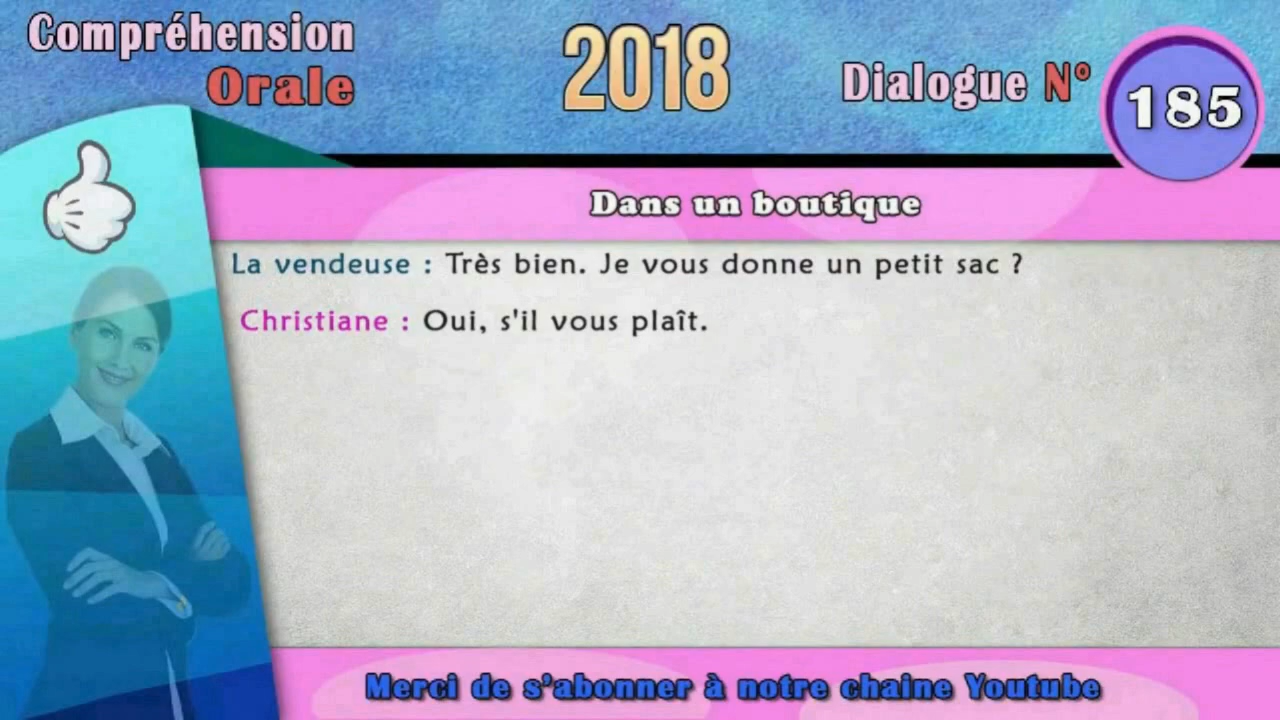 Compréhension
Orale
2018
Dialogue N°
185
Dans un boutique
La vendeuse : Très bien. Je vous donne un petit sac ?
Christiane : Oui, s'il vous plaît.
Merci de s'abonner à notre chaine Youtube